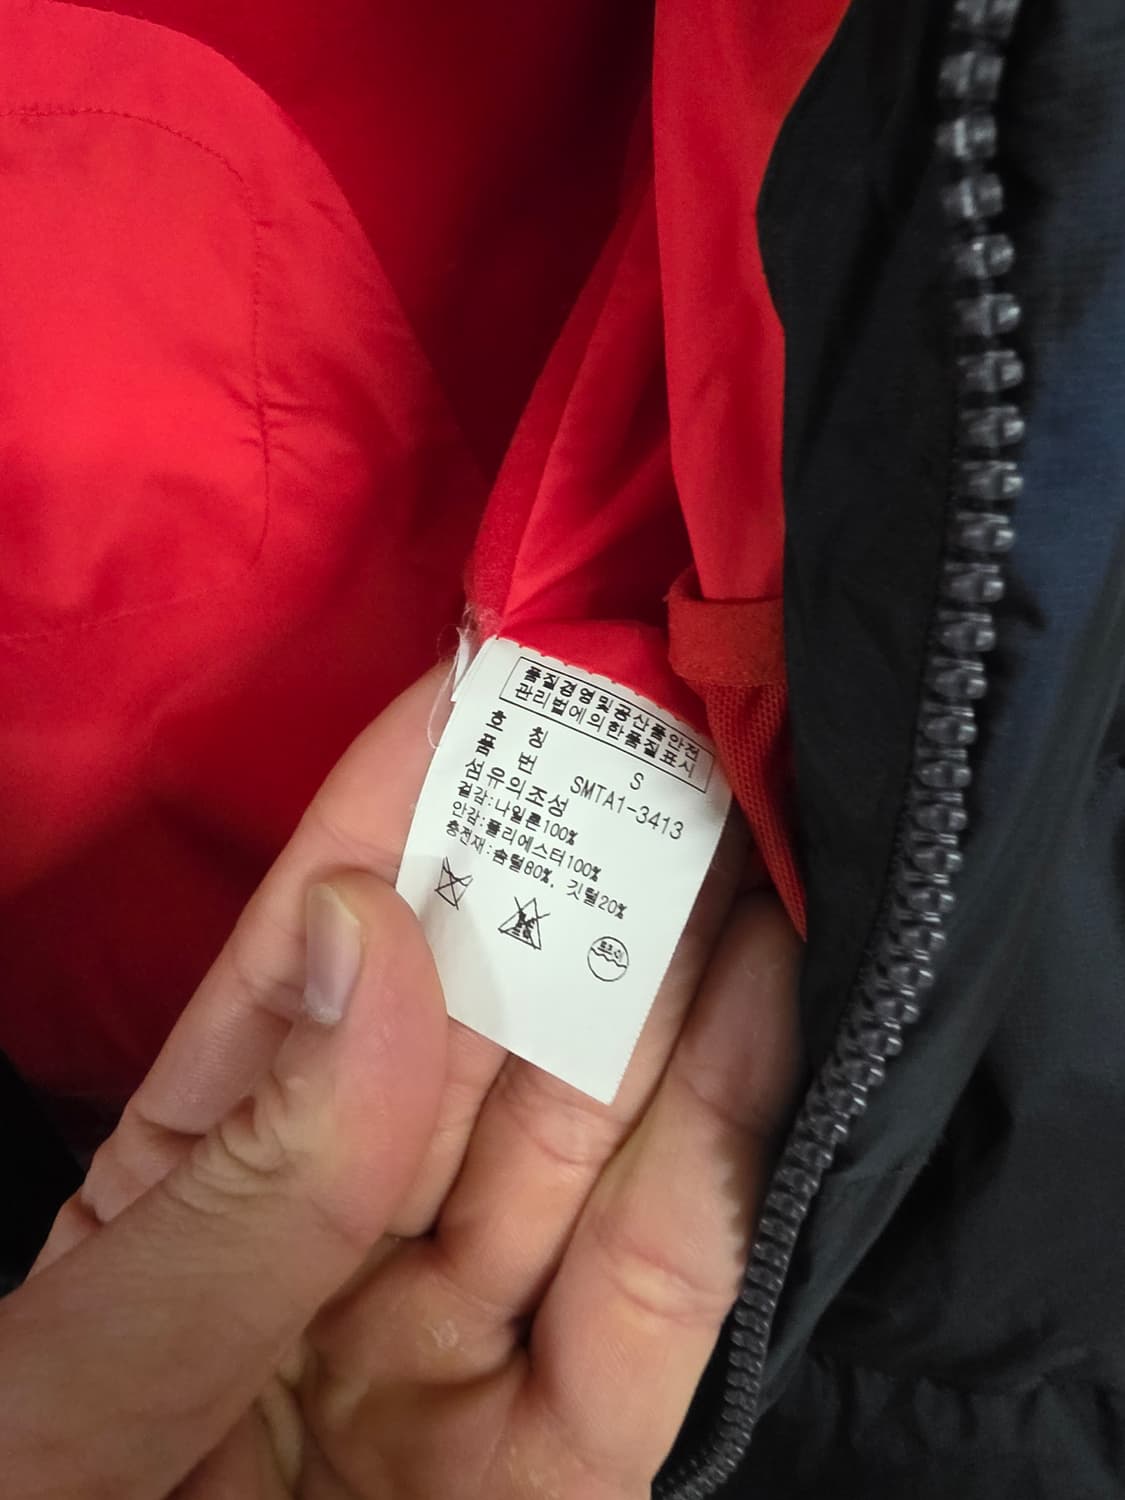 품질경영및공산품안전
관리법에의한품질표시
호 칭 S
품 번 SMTA1-3413
섬유의조성
겉감:나일론100%
안감:폴리에스터100%
충전재:솜털80%, 깃털20%